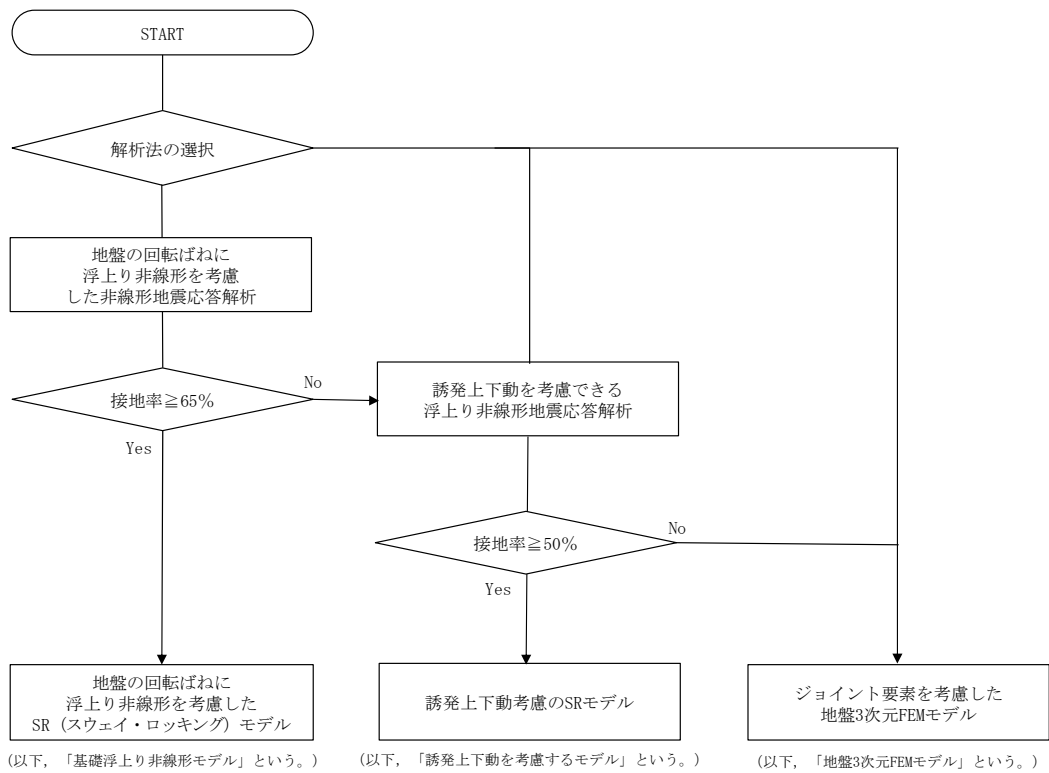 START
解析法の選択
地盤の回転ばねに
浮上り非線形を考慮
した非線形地震応答解析
接地率≧65%
No
Yes
誘発上下動を考慮できる
浮上り非線形地震応答解析
接地率≧50%
No
Yes
地盤の回転ばねに
浮上り非線形を考慮した
SR（スウェイ・ロッキング）モデル
(以下，「基礎浮上り非線形モデル」という。)
誘発上下動考慮のSRモデル
(以下，「誘発上下動を考慮するモデル」という。)
ジョイント要素を考慮した
地盤3次元FEMモデル
(以下，「地盤3次元FEMモデル」という。)